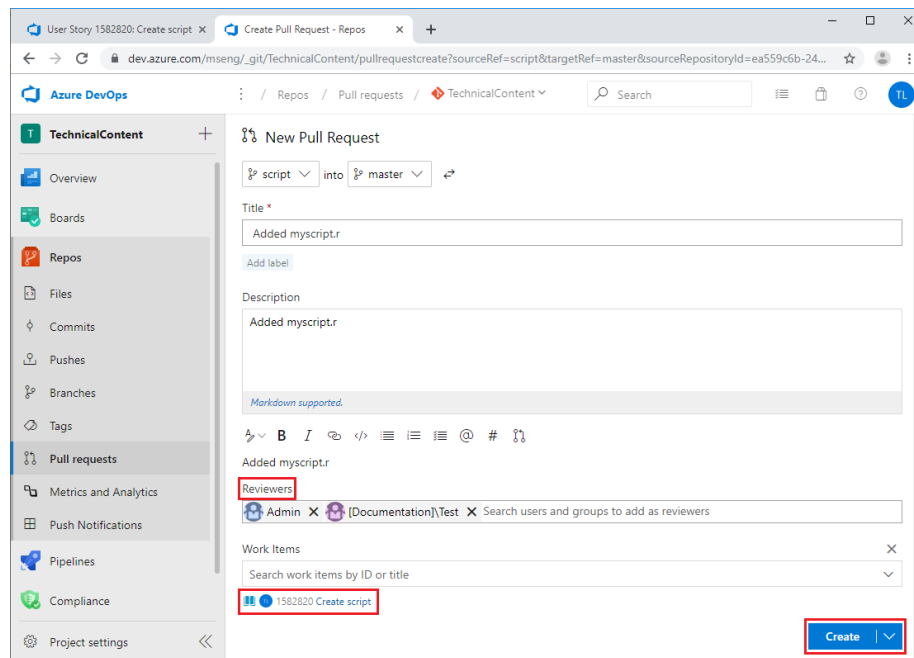 User Story 1582820: Create script
Create Pull Request - Repos
dev.azure.com/mseng/_git/TechnicalContent/pullrequestcreate?sourceRef=script&targetRef=master&sourceRepositoryId=ea559c6b-24...
Azure DevOps
/ Repos / Pull requests / TechnicalContent
Search
TL
T TechnicalContent
Overview
Boards
Repos
Files
Commits
Pushes
Branches
Tags
Pull requests
Metrics and Analytics
Push Notifications
Pipelines
Compliance
Project settings
New Pull Request
script into master
Title *
Added myscript.r
Add label
Description
Added myscript.r
Markdown supported.
B I @ #
Added myscript.r
Reviewers
Admin [Documentation]\Test Search users and groups to add as reviewers
Work Items
Search work items by ID or title
1582820 Create script
Create